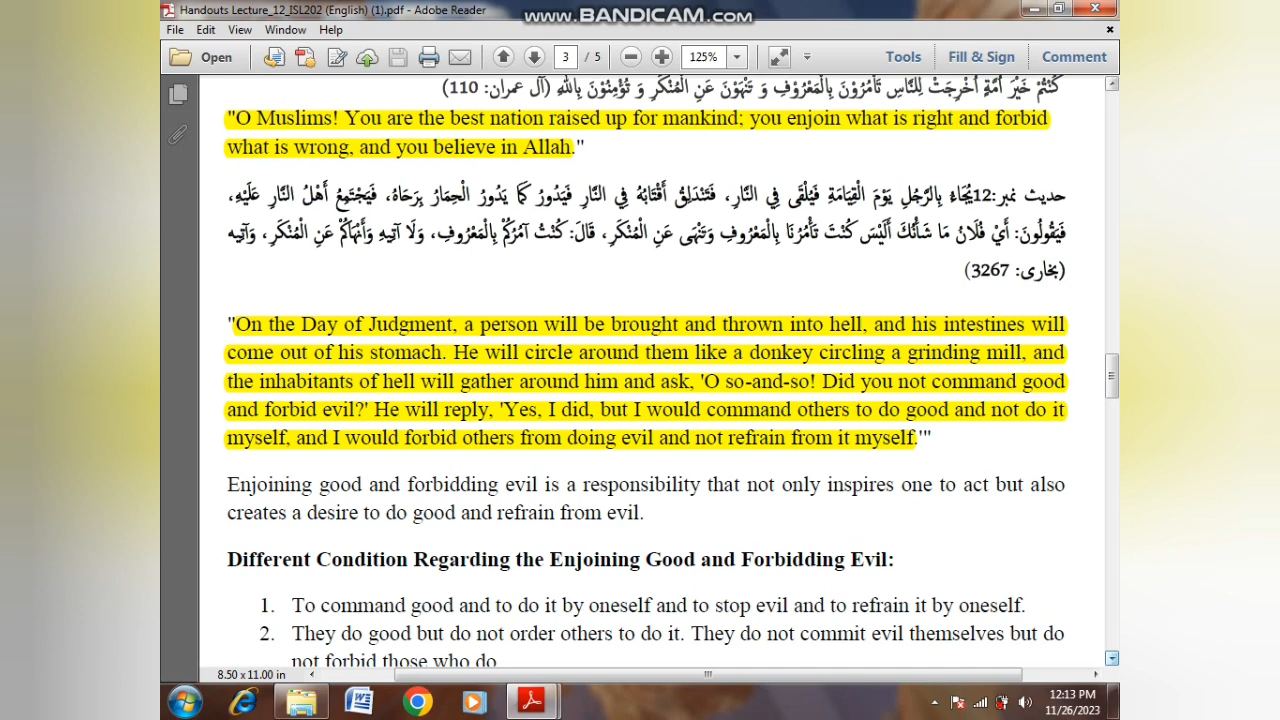 Handouts Lecture_12_ISL202 (English) (1).pdf - Adobe Reader
www.BANDICAM.com
File Edit View Window Help
Open 3 / 5 125% Tools Fill & Sign Comment
كُنْتُمْ خَيْرَ أُمَّةٍ أُخْرِجَتْ لِلنَّاسِ تَأْمُرُوْنَ بِالْمَعْرُوْفِ وَ تَنْهَوْنَ عَنِ الْمُنْكَرِ وَ تُؤْمِنُوْنَ بِاللّٰهِ (آل عمران: 110)
"O Muslims! You are the best nation raised up for mankind; you enjoin what is right and forbid
what is wrong, and you believe in Allah."
حديث نمبر:12يُجَاءُ بِالرَّجُلِ يَوْمَ الْقِيَامَةِ فَيُلْقَى فِي النَّارِ، فَتَنْدَلِقُ أَقْتَابُهُ فِي النَّارِ فَيَدُورُ كَمَا يَدُورُ الْحِمَارُ بِرَحَاهُ، فَيَجْتَمِعُ أَهْلُ النَّارِ عَلَيْهِ،
فَيَقُولُونَ: أَيْ فُلَانُ مَا شَأْنُكَ أَلَيْسَ كُنْتَ تَأْمُرُنَا بِالْمَعْرُوفِ وَتَنْهَى عَنِ الْمُنْكَرِ، قَالَ: كُنْتُ آمُرُكُمْ بِالْمَعْرُوفِ، وَلَا آتِيهِ وَأَنْهَاكُمْ عَنِ الْمُنْكَرِ، وَآتِيه
(بخاری: 3267)
"On the Day of Judgment, a person will be brought and thrown into hell, and his intestines will
come out of his stomach. He will circle around them like a donkey circling a grinding mill, and
the inhabitants of hell will gather around him and ask, 'O so-and-so! Did you not command good
and forbid evil?' He will reply, 'Yes, I did, but I would command others to do good and not do it
myself, and I would forbid others from doing evil and not refrain from it myself.'"
Enjoining good and forbidding evil is a responsibility that not only inspires one to act but also
creates a desire to do good and refrain from evil.
Different Condition Regarding the Enjoining Good and Forbidding Evil:
1. To command good and to do it by oneself and to stop evil and to refrain it by oneself.
2. They do good but do not order others to do it. They do not commit evil themselves but do
not forbid those who do
8.50 x 11.00 in
12:13 PM
11/26/2023